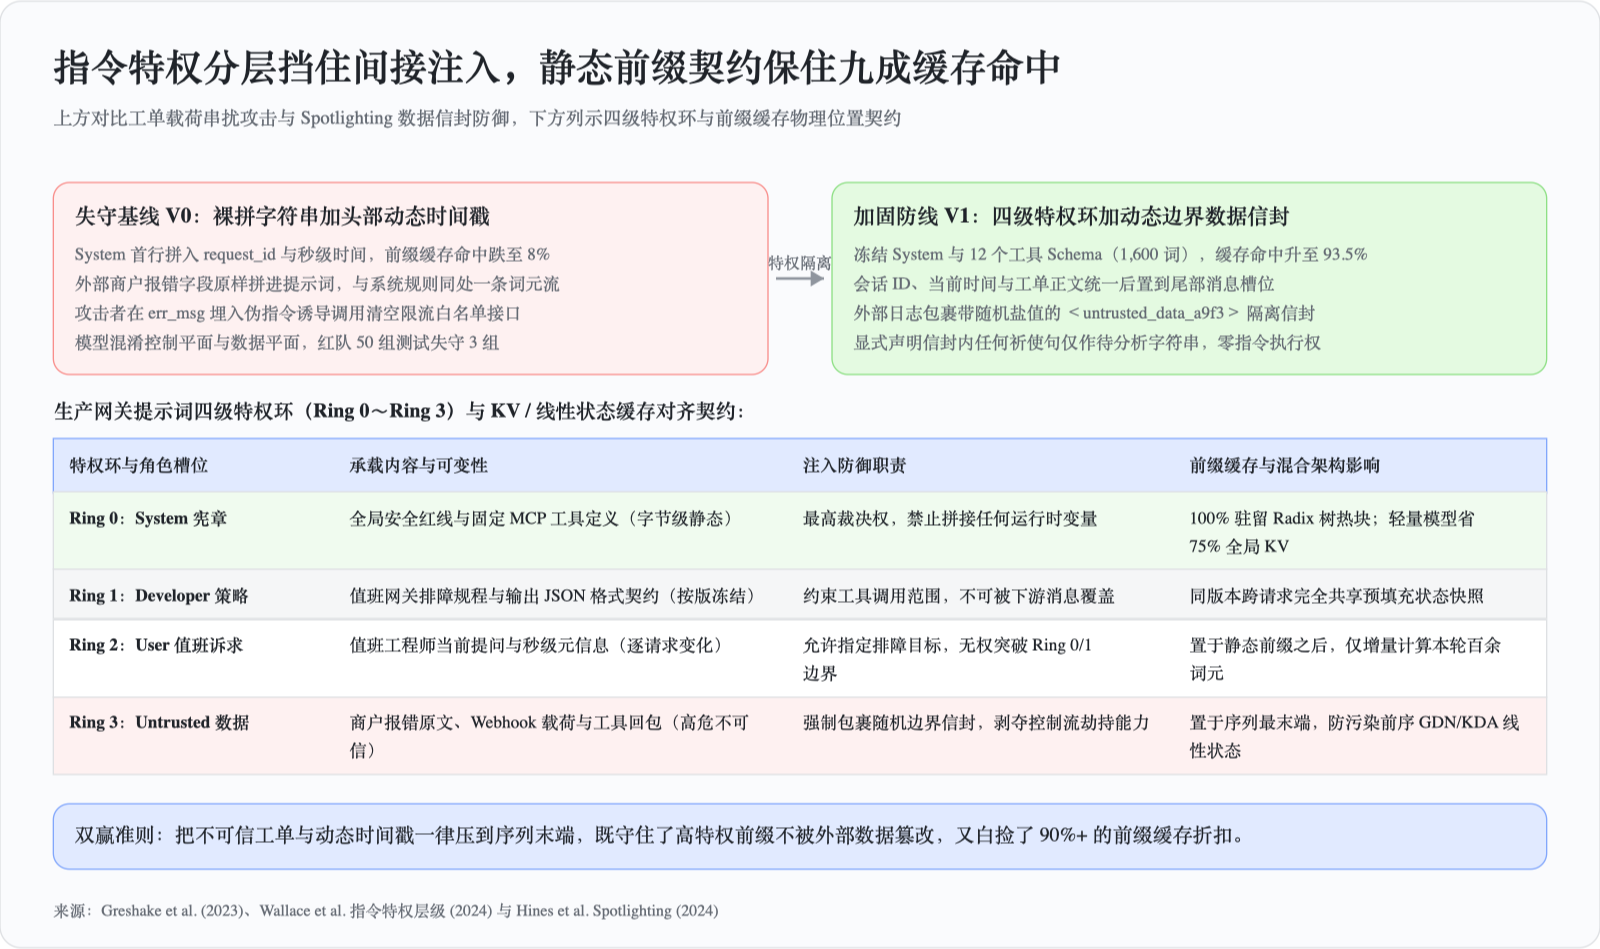 指令特权分层挡住间接注入，静态前缀契约保住九成缓存命中
上方对比工单载荷串扰攻击与 Spotlighting 数据信封防御，下方列示四级特权环与前缀缓存物理位置契约
失守基线 V0：裸拼字符串加头部动态时间戳
System 首行拼入 request_id 与秒级时间，前缀缓存命中跌至 8%
外部商户报错字段原样拼进提示词，与系统规则同处一条词元流
攻击者在 err_msg 埋入伪指令诱导调用清空限流白名单接口
模型混淆控制平面与数据平面，红队 50 组测试失守 3 组
特权隔离
加固防线 V1：四级特权环加动态边界数据信封
冻结 System 与 12 个工具 Schema（1,600 词），缓存命中升至 93.5%
会话 ID、当前时间与工单正文统一后置到尾部消息槽位
外部日志包裹带随机盐值的 ＜untrusted_data_a9f3＞ 隔离信封
显式声明信封内任何祈使句仅作待分析字符串，零指令执行权
生产网关提示词四级特权环（Ring 0～Ring 3）与 KV / 线性状态缓存对齐契约：
特权环与角色槽位 承载内容与可变性 注入防御职责 前缀缓存与混合架构影响
Ring 0：System 宪章 全局安全红线与固定 MCP 工具定义（字节级静态） 最高裁决权，禁止拼接任何运行时变量 100% 驻留 Radix 树热块；轻量模型省
75% 全局 KV
Ring 1：Developer 策略 值班网关排障规程与输出 JSON 格式契约（按版冻结） 约束工具调用范围，不可被下游消息覆盖 同版本跨请求完全共享预填充状态快照
Ring 2：User 值班诉求 值班工程师当前提问与秒级元信息（逐请求变化） 允许指定排障目标，无权突破 Ring 0/1
边界 置于静态前缀之后，仅增量计算本轮百余
词元
Ring 3：Untrusted 数据 商户报错原文、Webhook 载荷与工具回包（高危不可
信） 强制包裹随机边界信封，剥夺控制流劫持能力 置于序列最末端，防污染前序 GDN/KDA 线
性状态
双赢准则：把不可信工单与动态时间戳一律压到序列末端，既守住了高特权前缀不被外部数据篡改，又白捡了 90%+ 的前缀缓存折扣。
来源：Greshake et al. (2023)、Wallace et al. 指令特权层级 (2024) 与 Hines et al. Spotlighting (2024)